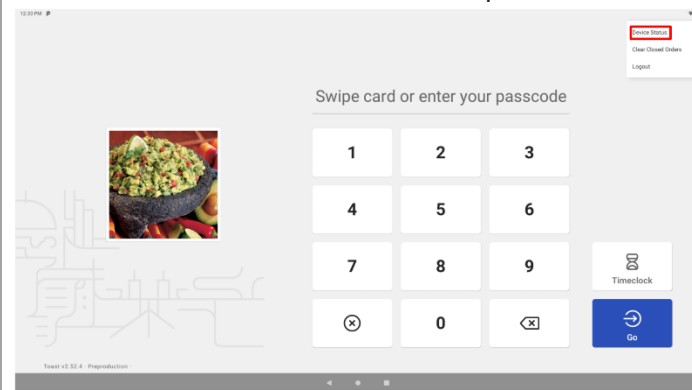 12:33 PM P
Device Status
Clear Closed Orders
Logout
Swipe card or enter your passcode
1 2 3
4 5 6
7 8 9
Timeclock
0
Go
Toast v2.52.4 - Preproduction -